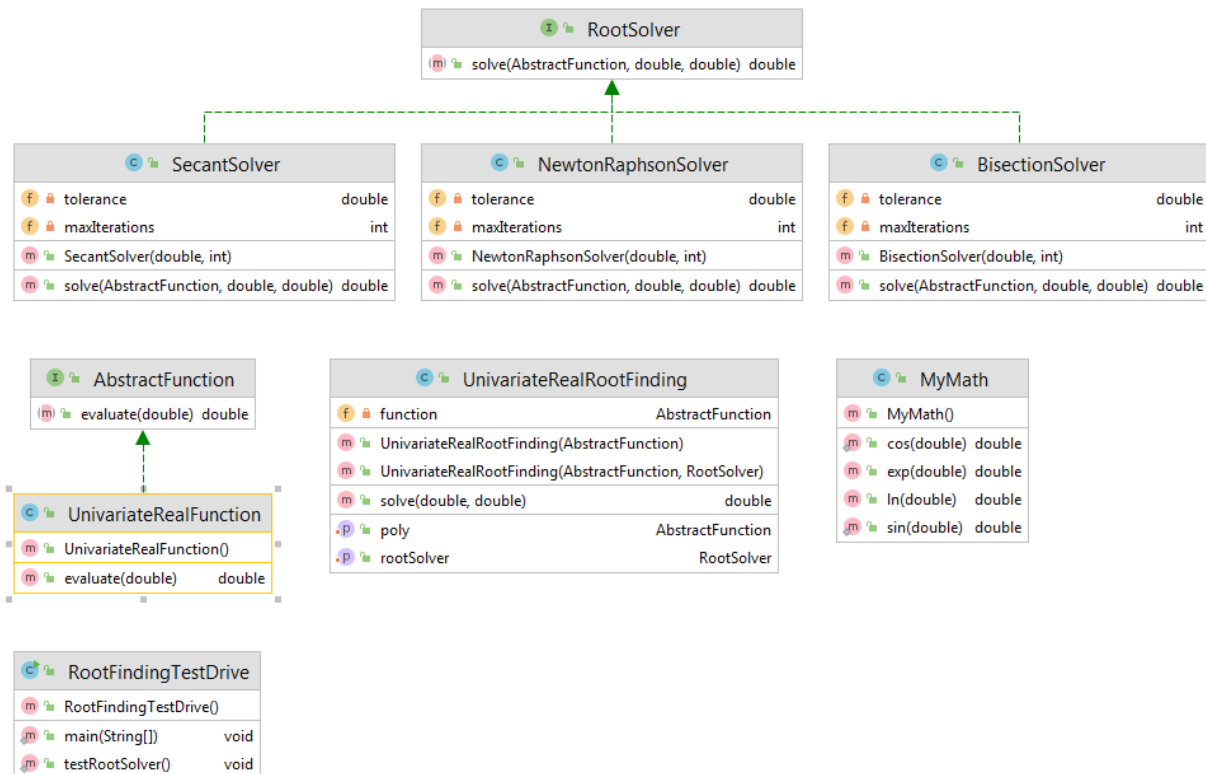 RootSolver
solve(AbstractFunction, double, double) double
SecantSolver
tolerance double
maxIterations int
SecantSolver(double, int)
solve(AbstractFunction, double, double) double
NewtonRaphsonSolver
tolerance double
maxIterations int
NewtonRaphsonSolver(double, int)
solve(AbstractFunction, double, double) double
BisectionSolver
tolerance double
maxIterations int
BisectionSolver(double, int)
solve(AbstractFunction, double, double) double
AbstractFunction
evaluate(double) double
UnivariateRealFunction
UnivariateRealFunction()
evaluate(double) double
UnivariateRealRootFinding
function AbstractFunction
UnivariateRealRootFinding(AbstractFunction)
UnivariateRealRootFinding(AbstractFunction, RootSolver)
solve(double, double) double
poly AbstractFunction
rootSolver RootSolver
MyMath
MyMath()
cos(double) double
exp(double) double
ln(double) double
sin(double) double
RootFindingTestDrive
RootFindingTestDrive()
main(String[]) void
testRootSolver() void